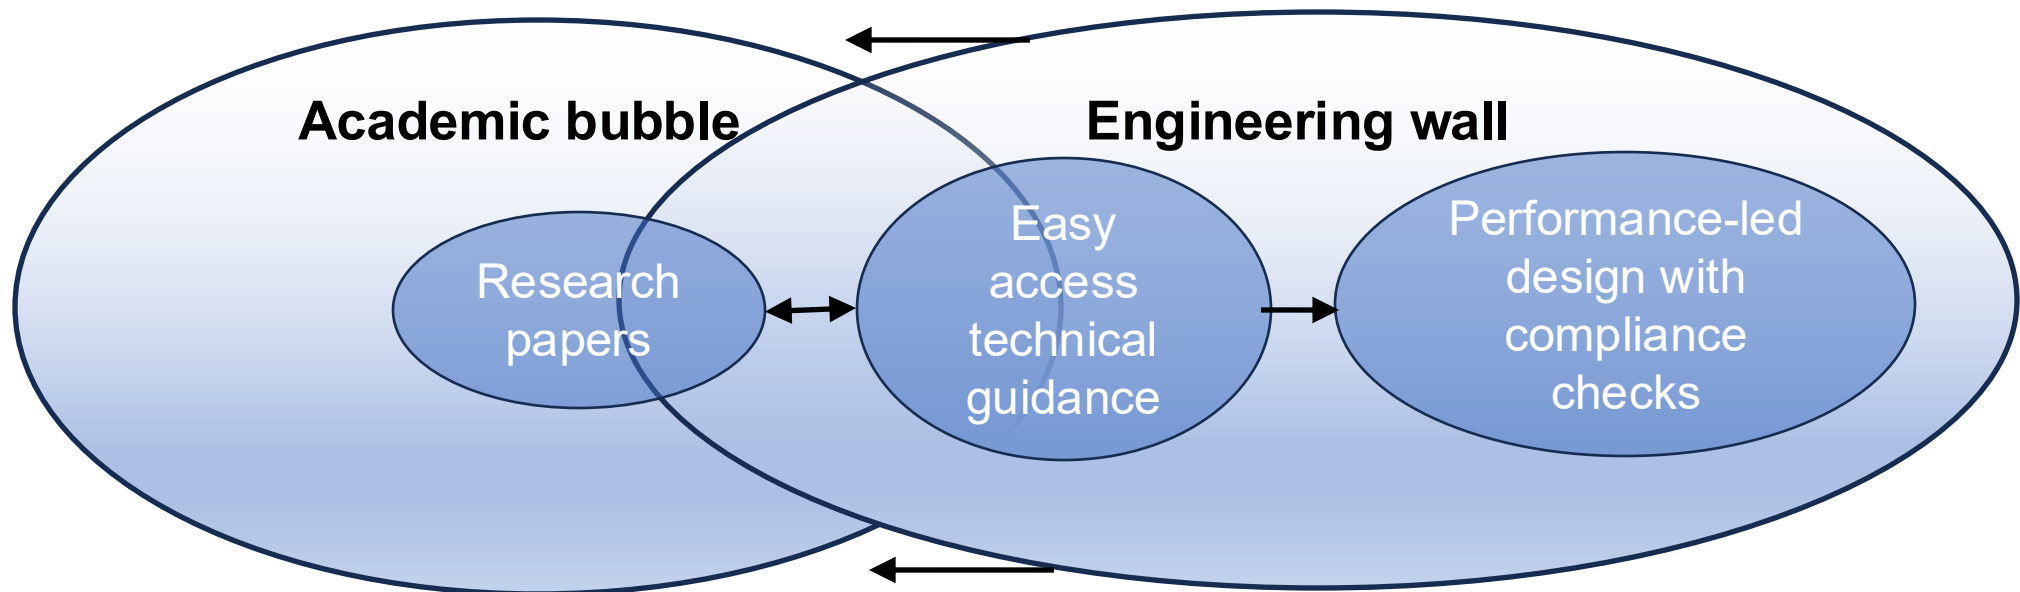 Academic bubble
Engineering wall
Research
papers
Easy
access
technical
guidance
Performance-led
design with
compliance
checks